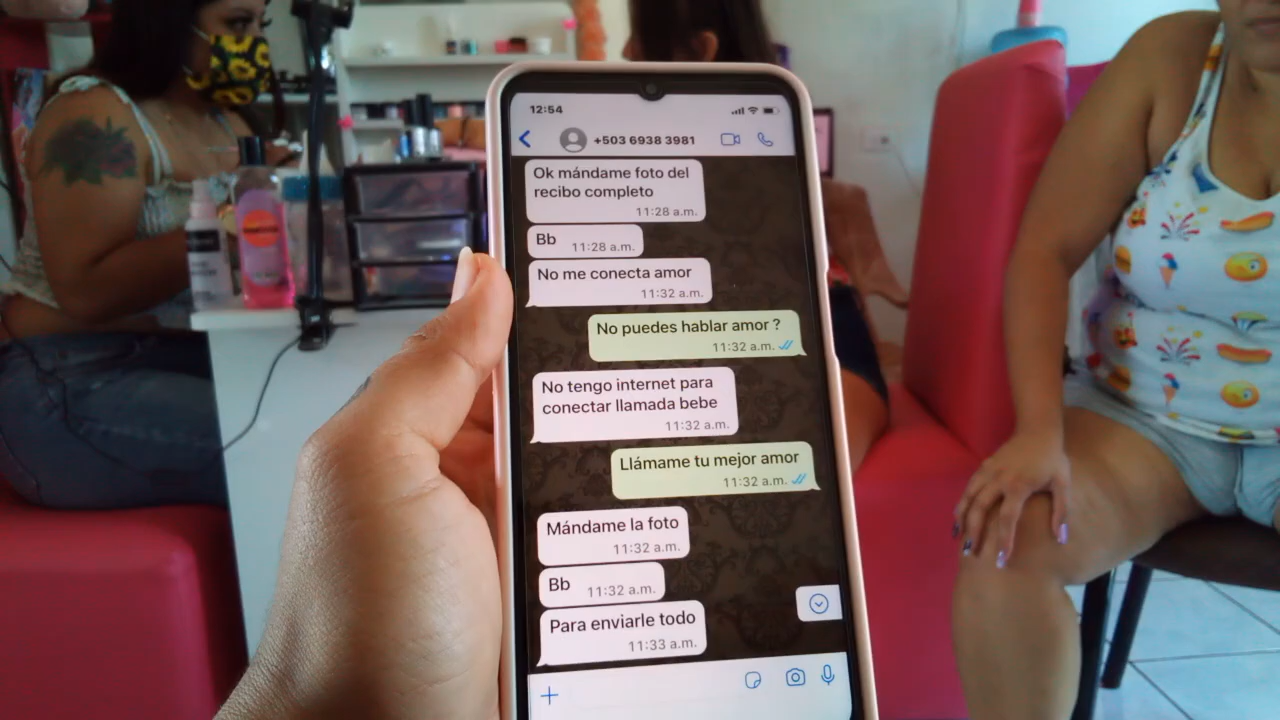 12:54
+503 6938 3981
Ok mándame foto del
recibo completo
11:28 a.m.
Bb 11:28 a.m.
No me conecta amor
11:32 a.m.
No puedes hablar amor ?
11:32 a.m.
No tengo internet para
conectar llamada bebe
11:32 a.m.
Llámame tu mejor amor
11:32 a.m.
Mándame la foto
11:32 a.m.
Bb 11:32 a.m.
Para enviarle todo
11:33 a.m.